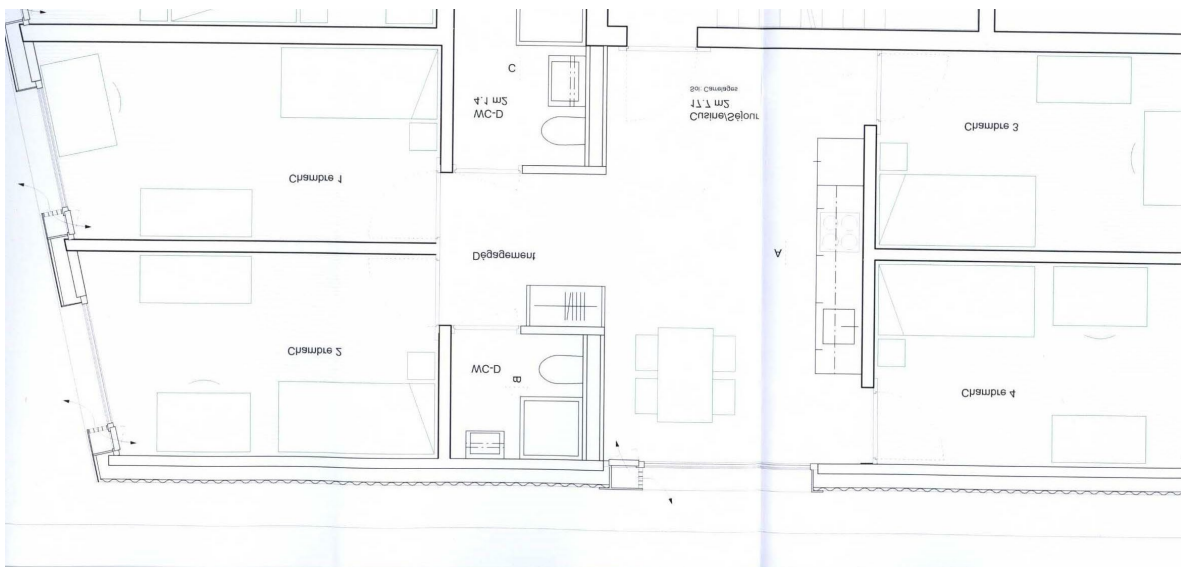 C
WC-D
4.1 m2
Cusine/Séjour
17.7 m2
Sol: Carrelages
Chambre 3
Chambre 1
Dégagement
A
Chambre 2
WC-D
B
Chambre 4